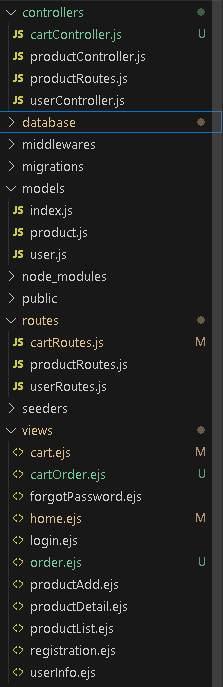 controllers
JS cartController.js U
JS productController.js
JS productRoutes.js
JS userController.js
database
middlewares
migrations
models
JS index.js
JS product.js
JS user.js
node_modules
public
routes
JS cartRoutes.js M
JS productRoutes.js
JS userRoutes.js
seeders
views
<> cart.ejs M
<> cartOrder.ejs U
<> forgotPassword.ejs
<> home.ejs M
<> login.ejs
<> order.ejs U
<> productAdd.ejs
<> productDetail.ejs
<> productList.ejs
<> registration.ejs
<> userInfo.ejs